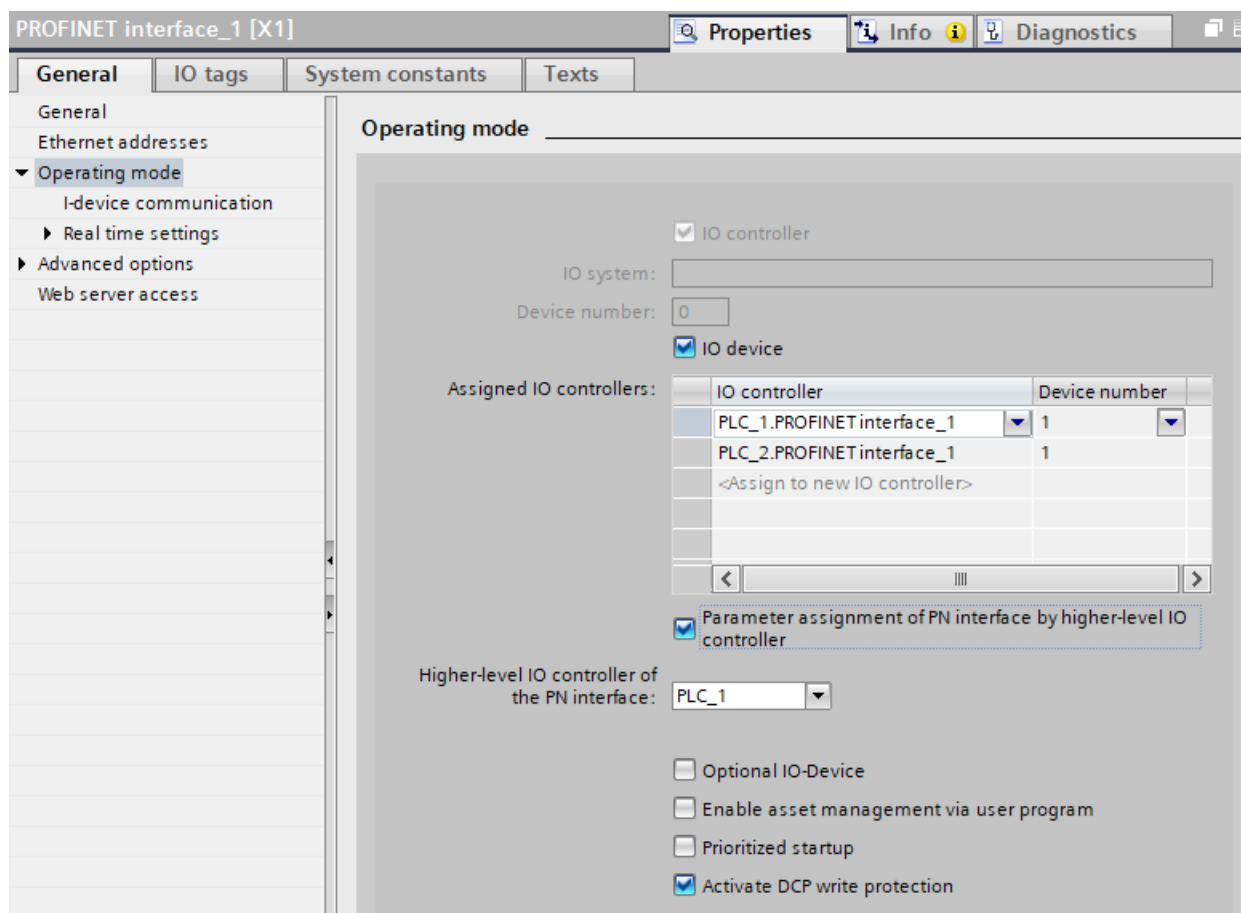 PROFINET interface_1 [X1]
Properties
Info
Diagnostics
General
IO tags
System constants
Texts
General
Ethernet addresses
Operating mode
I-device communication
Real time settings
Advanced options
Web server access
Operating mode
IO controller
IO system:
Device number: 0
IO device
Assigned IO controllers:
IO controller Device number
PLC_1.PROFINET interface_1 1
PLC_2.PROFINET interface_1 1
<Assign to new IO controller>
Parameter assignment of PN interface by higher-level IO
controller
Higher-level IO controller of
the PN interface: PLC_1
Optional IO-Device
Enable asset management via user program
Prioritized startup
Activate DCP write protection